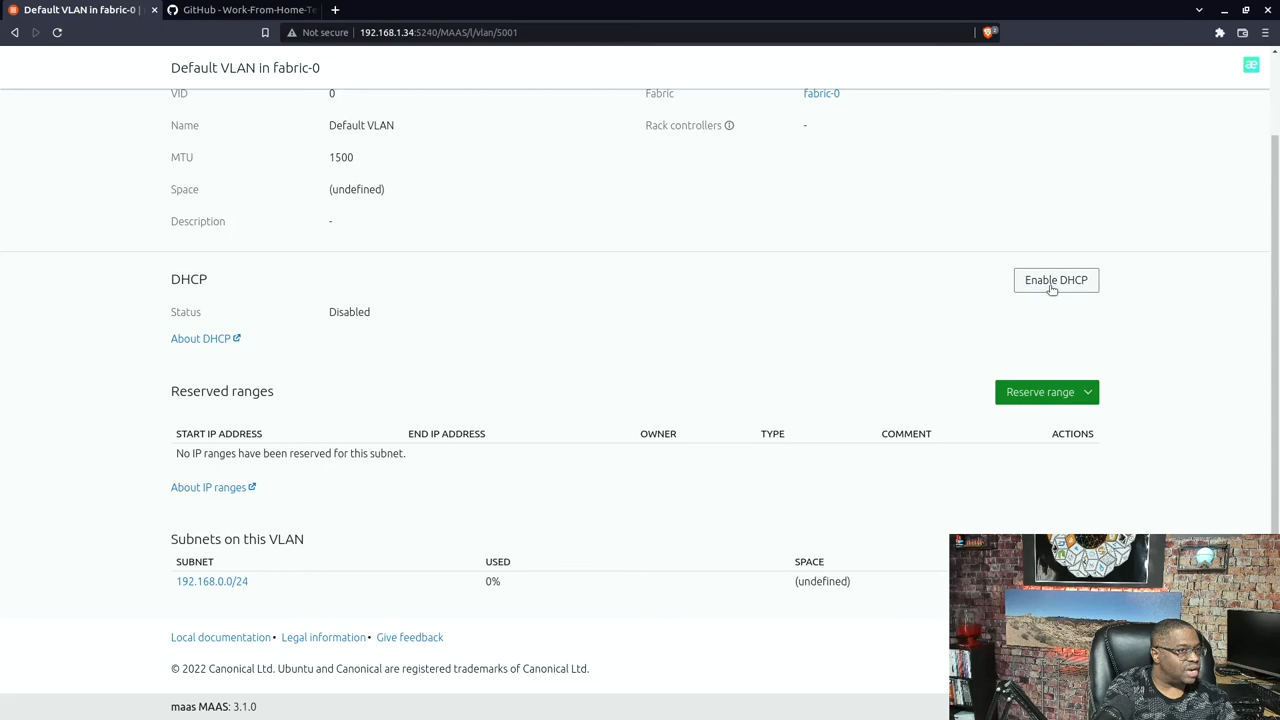 Default VLAN in fabric-0 |
GitHub - Work-From-Home-Te
Not secure
192.168.1.34:5240/MAAS/l/vlan/5001
Default VLAN in fabric-0
æ
VID 0 Fabric fabric-0
Name Default VLAN Rack controllers -
MTU 1500
Space (undefined)
Description -
DHCP
Enable DHCP
Status Disabled
About DHCP
Reserved ranges
Reserve range
START IP ADDRESS END IP ADDRESS OWNER TYPE COMMENT ACTIONS
No IP ranges have been reserved for this subnet.
About IP ranges
Subnets on this VLAN
SUBNET USED SPACE
192.168.0.0/24 0% (undefined)
Local documentation • Legal information • Give feedback
© 2022 Canonical Ltd. Ubuntu and Canonical are registered trademarks of Canonical Ltd.
maas MAAS: 3.1.0